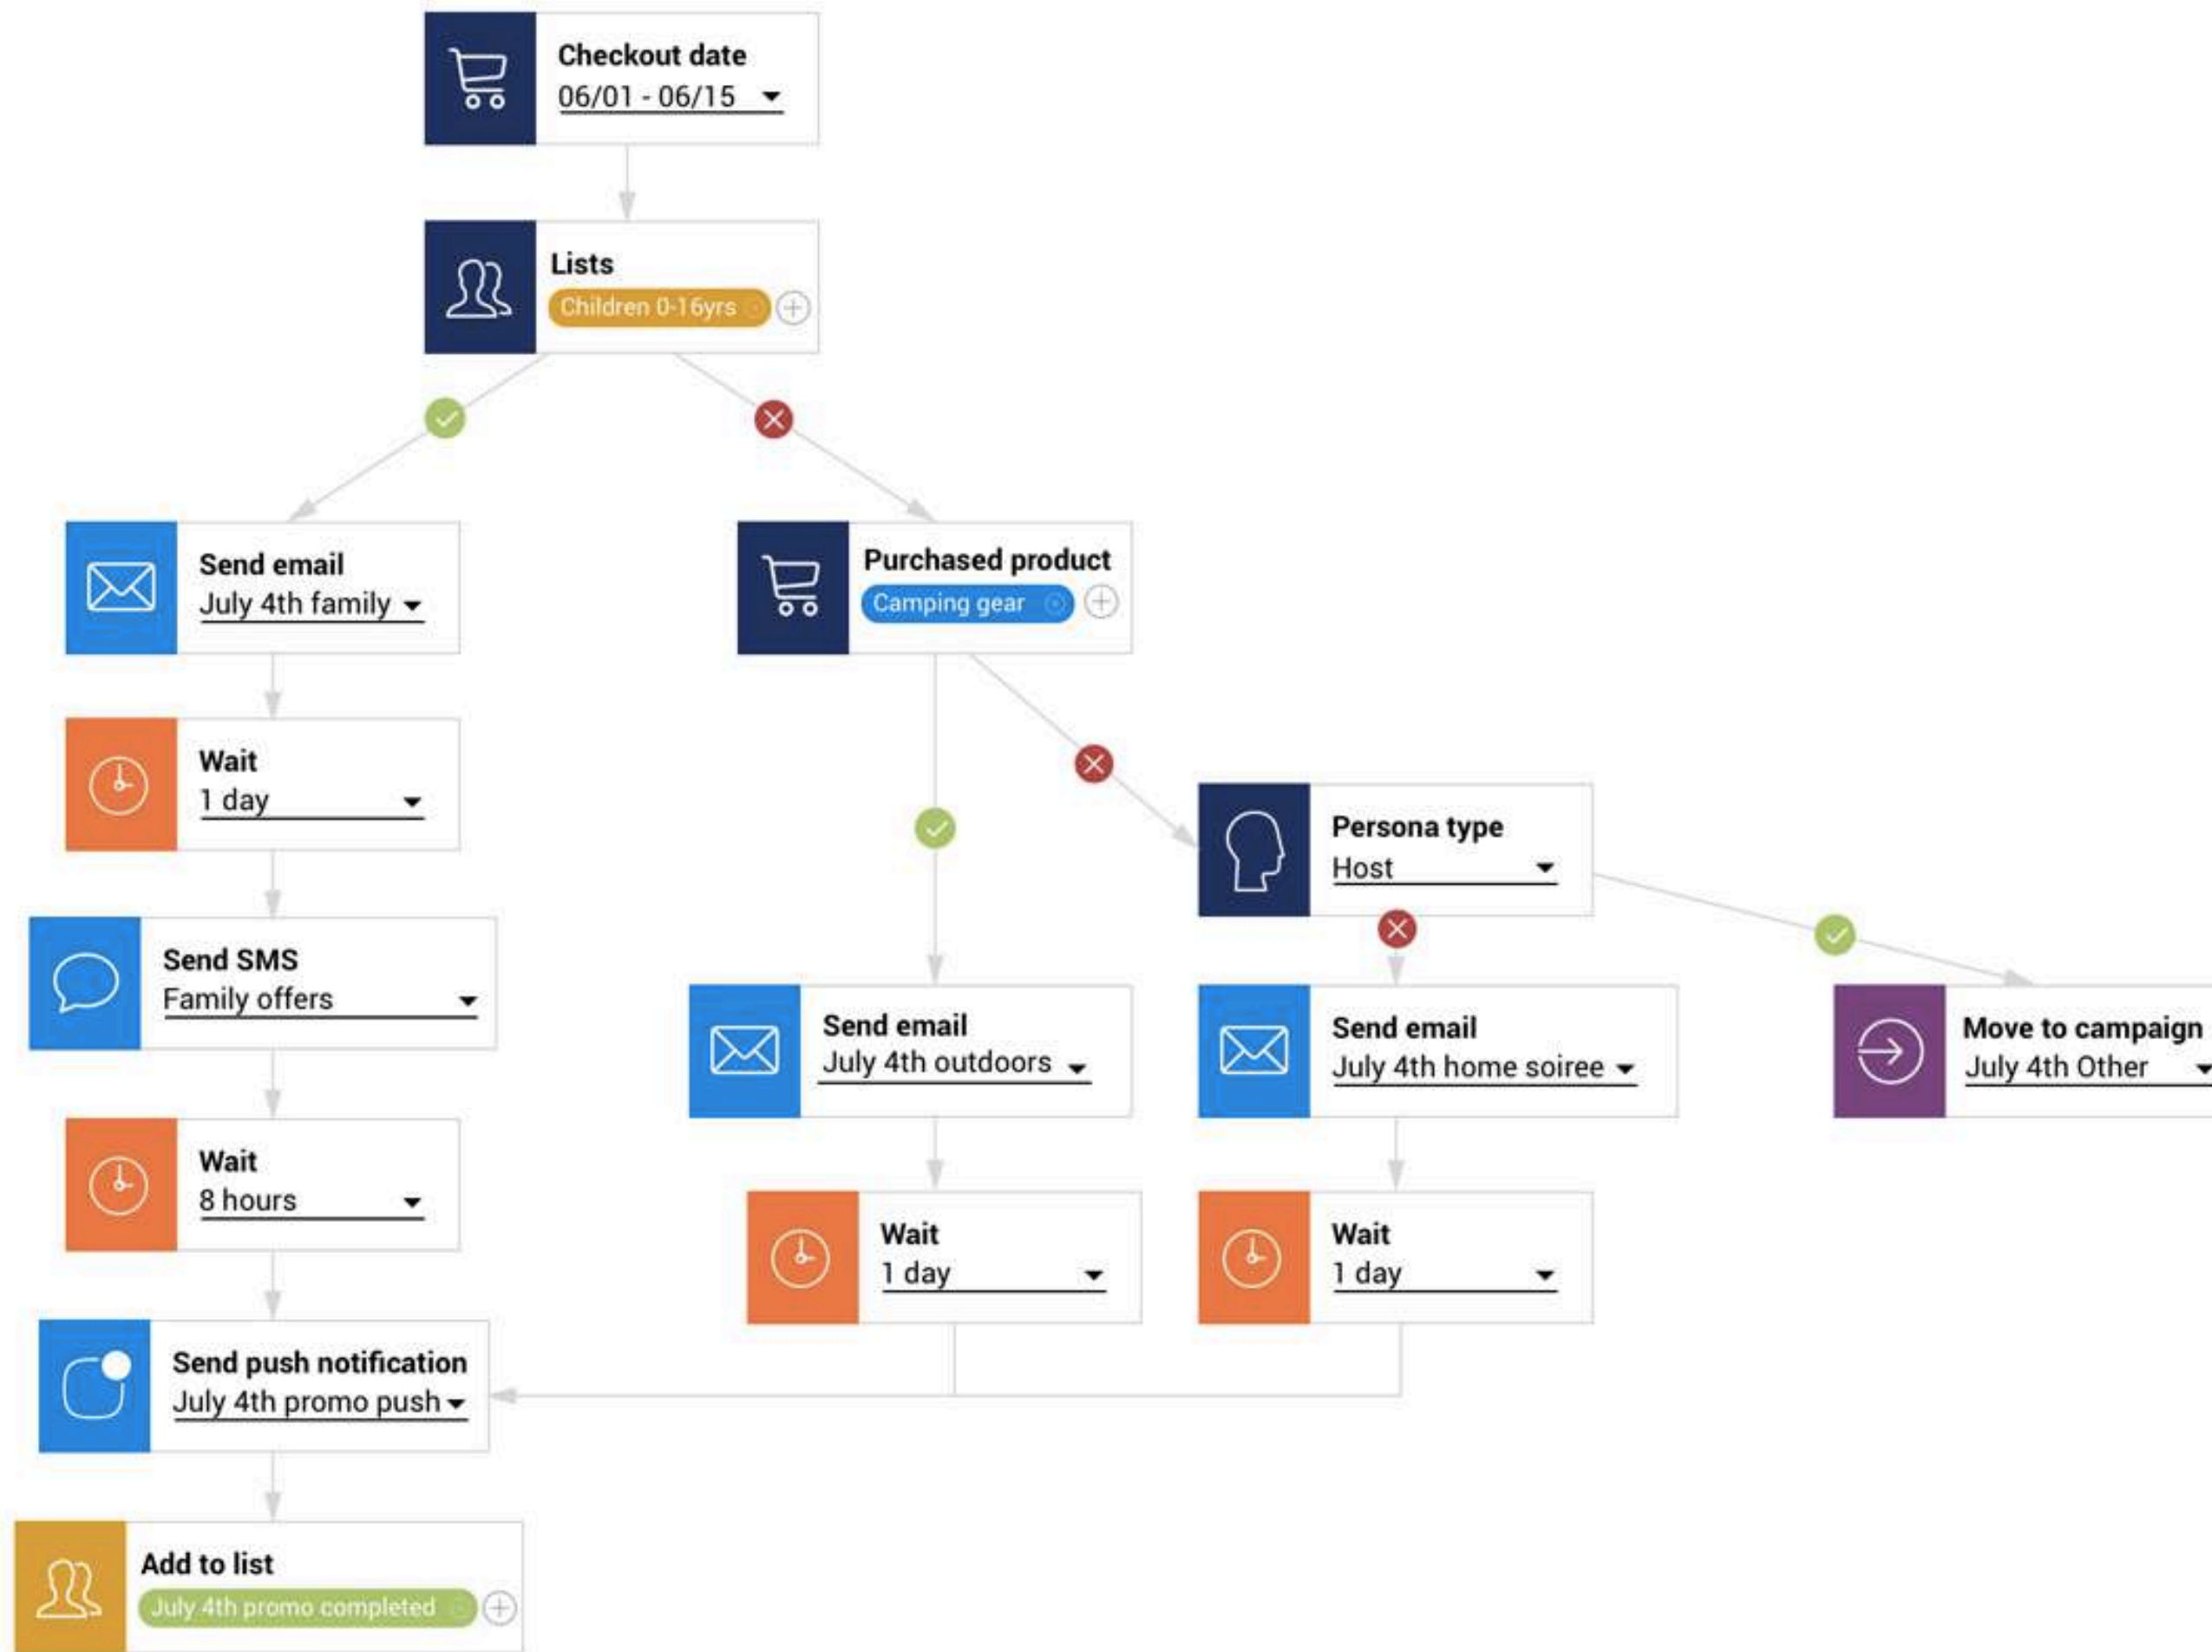 Checkout date
06/01 - 06/15
Lists
Children 0-16yrs
Send email
July 4th family
Purchased product
Camping gear
Wait
1 day
Persona type
Host
Send SMS
Family offers
Send email
July 4th outdoors
Send email
July 4th home soiree
Move to campaign
July 4th Other
Wait
8 hours
Wait
1 day
Wait
1 day
Send push notification
July 4th promo push
Add to list
July 4th promo completed